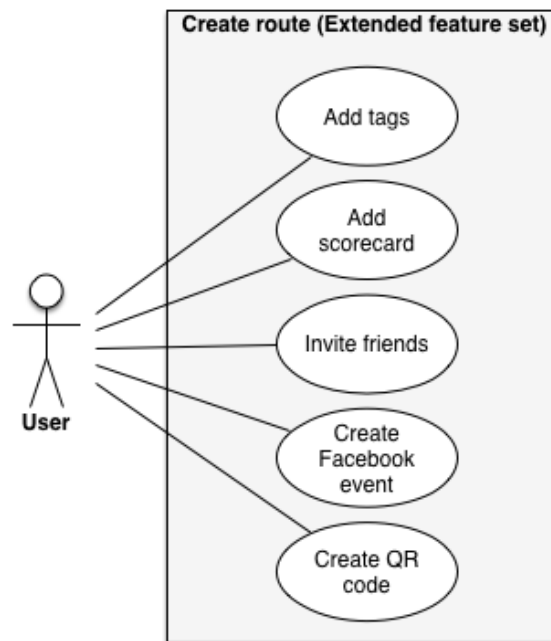 Create route (Extended feature set)
Add tags
Add
scorecard
Invite friends
User
Create
Facebook
event
Create QR
code